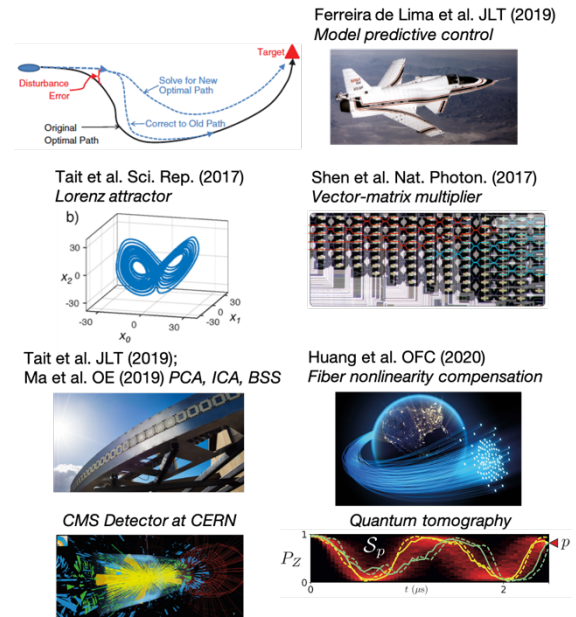 Ferreira de Lima et al. JLT (2019)
Model predictive control
Target
Disturbance
Error
Solve for New
Optimal Path
Original
Optimal Path
Correct to Old Path
Tait et al. Sci. Rep. (2017)
Lorenz attractor
b)
30
0
-30
X2
-30
0
30
X0
-30
0
30
X1
Shen et al. Nat. Photon. (2017)
Vector-matrix multiplier
Tait et al. JLT (2019);
Ma et al. OE (2019) PCA, ICA, BSS
Huang et al. OFC (2020)
Fiber nonlinearity compensation
CMS Detector at CERN
Quantum tomography
1
PZ
0
Sp
p
0
t (μs)
2